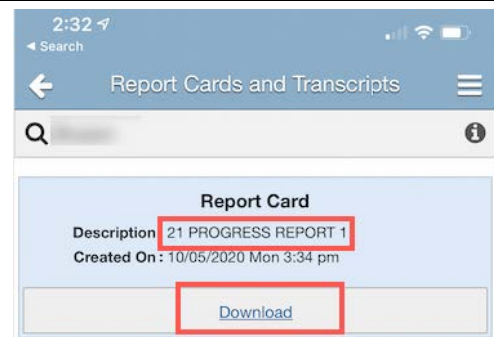 2:32
Search
Report Cards and Transcripts
Report Card
Description 21 PROGRESS REPORT 1
Created On : 10/05/2020 Mon 3:34 pm
Download